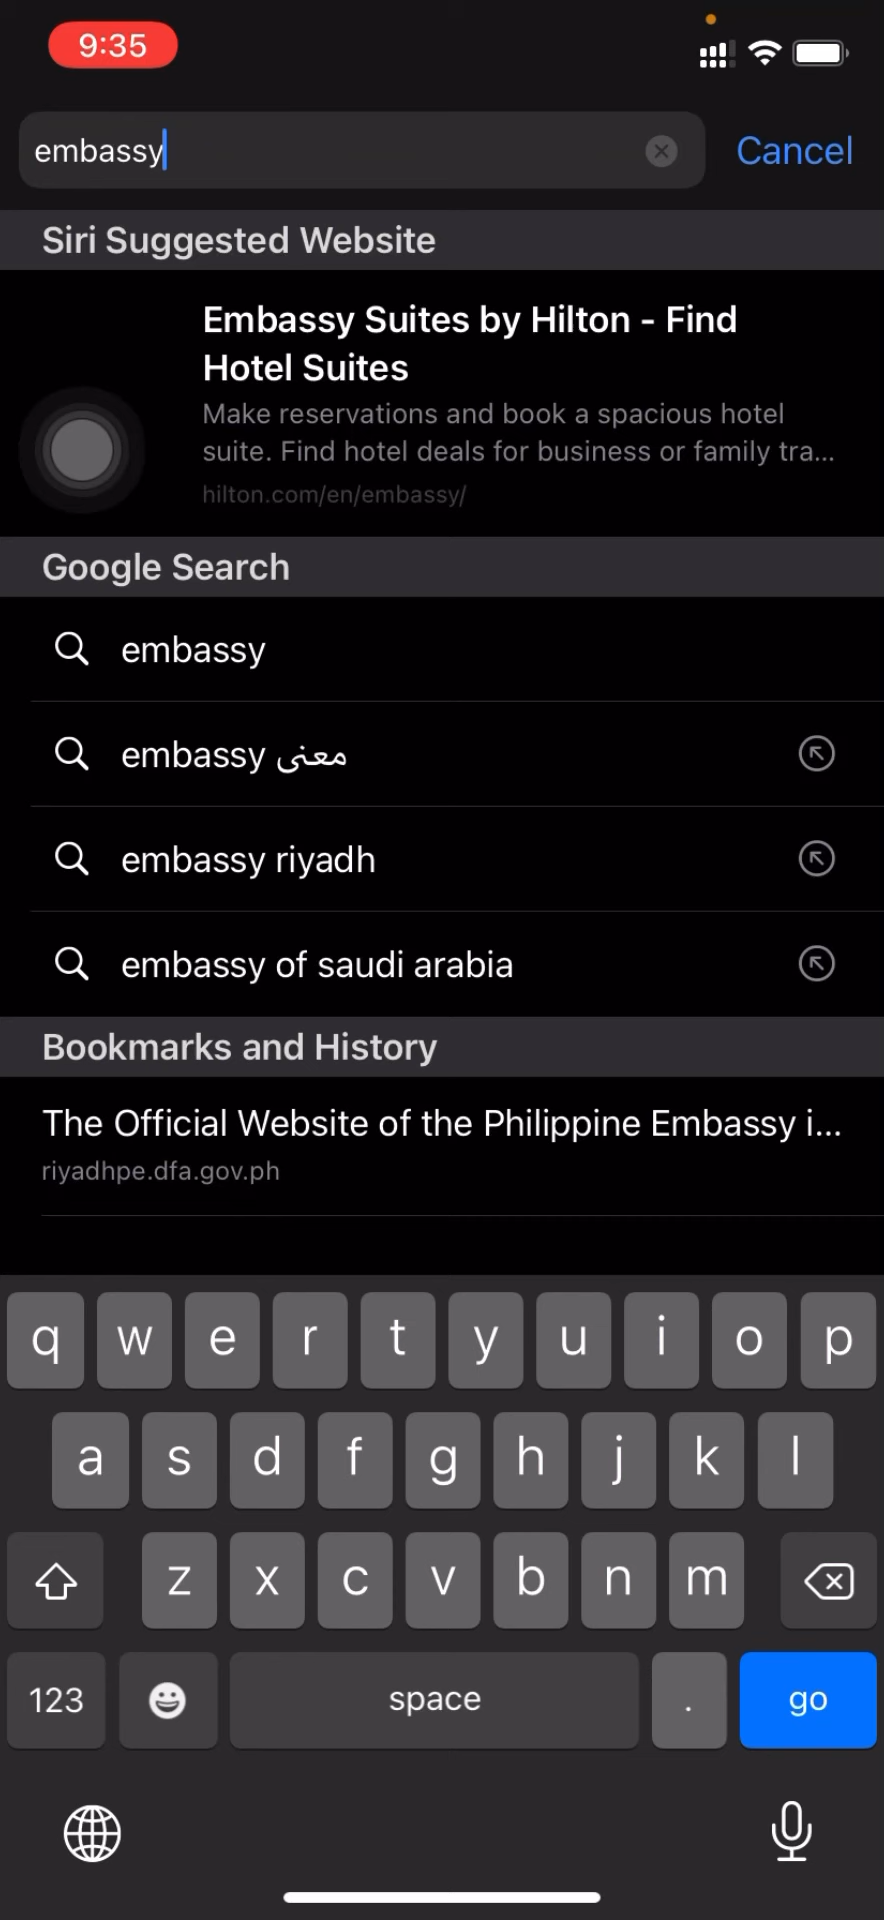 9:35
embassy
Cancel
Siri Suggested Website
Embassy Suites by Hilton - Find
Hotel Suites
Make reservations and book a spacious hotel
suite. Find hotel deals for business or family tra...
hilton.com/en/embassy/
Google Search
embassy
embassy معنى
embassy riyadh
embassy of saudi arabia
Bookmarks and History
The Official Website of the Philippine Embassy i...
riyadhpe.dfa.gov.ph
q w e r t y u i o p
a s d f g h j k l
z x c v b n m
123 space . go